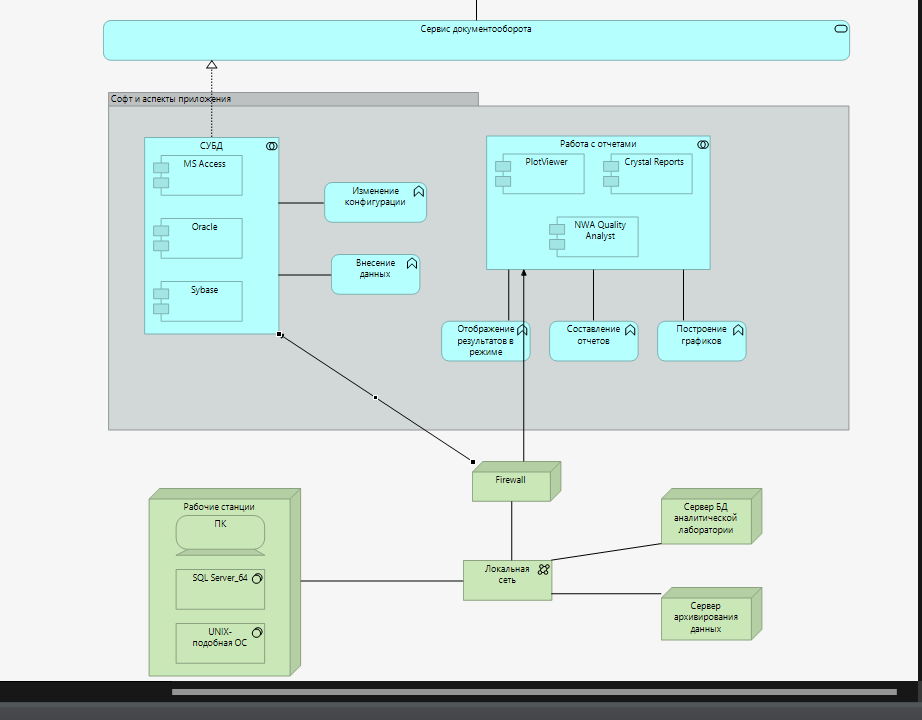 Сервис документооборота
Софт и аспекты приложения
СУБД
MS Access
Oracle
Sybase
Изменение
конфигурации
Внесение
данных
Работа с отчетами
PlotViewer
Crystal Reports
NWA Quality
Analyst
Отображение
результатов в
режиме
Составление
отчетов
Построение
графиков
Firewall
Рабочие станции
ПК
SQL Server_64
UNIX-
подобная ОС
Локальная
сеть
Сервер БД
аналитической
лаборатории
Сервер
архивирования
данных